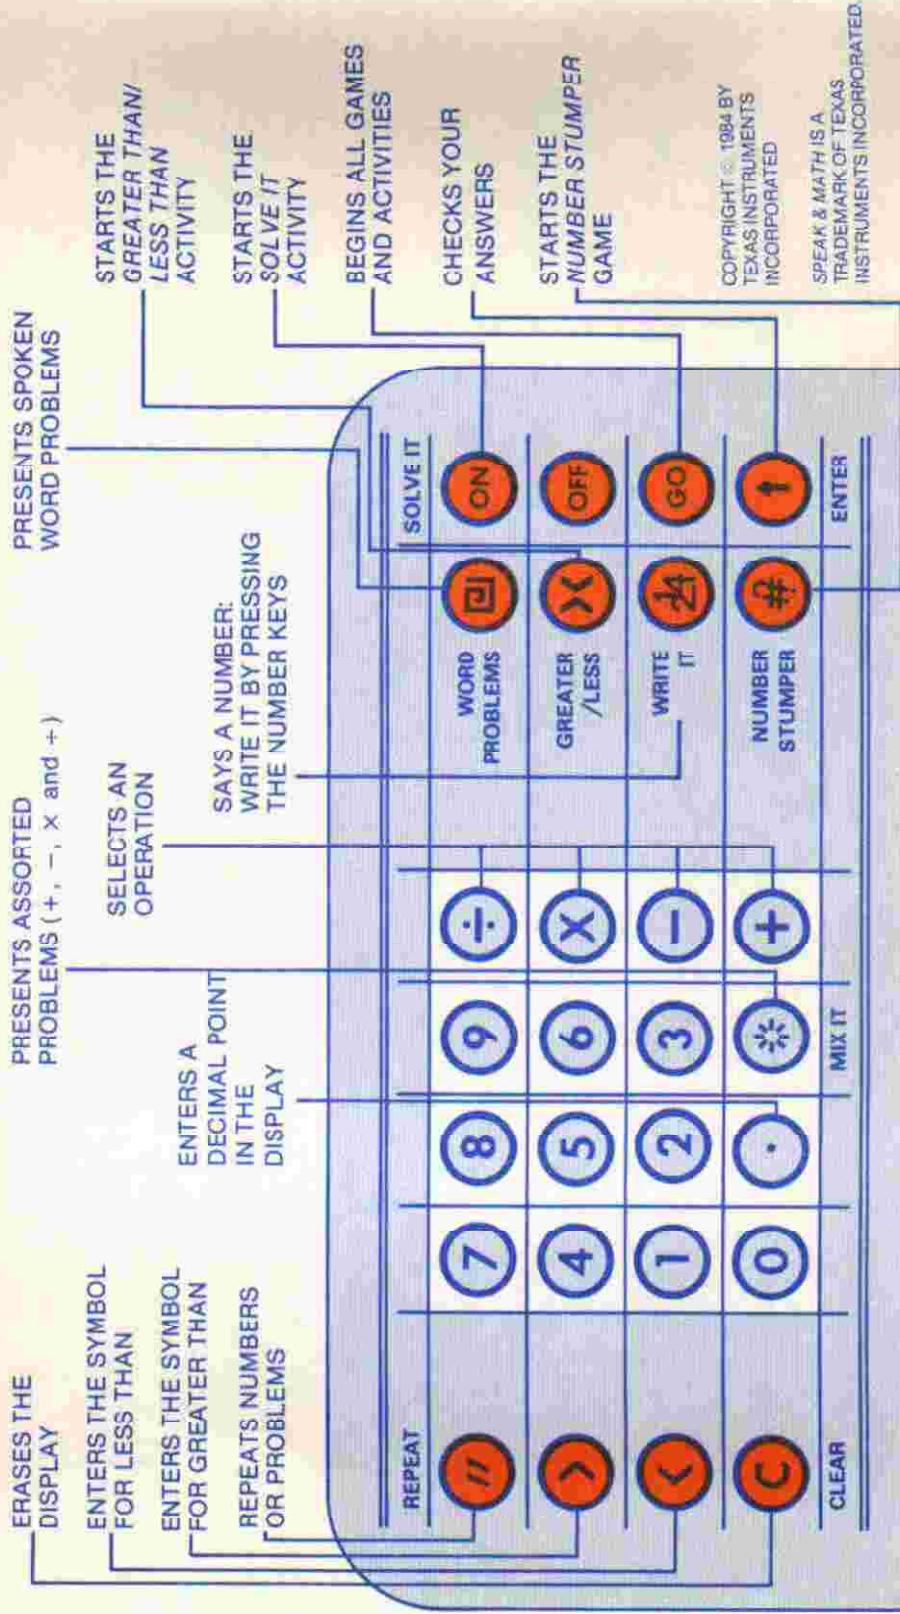 ERASES THE
DISPLAY
ENTERS THE SYMBOL
FOR LESS THAN
ENTERS THE SYMBOL
FOR GREATER THAN
REPEATS NUMBERS
OR PROBLEMS
PRESENTS ASSORTED
PROBLEMS (+, −, × and ÷)
SELECTS AN
OPERATION
ENTERS A
DECIMAL POINT
IN THE
DISPLAY
SAYS A NUMBER:
WRITE IT BY PRESSING
THE NUMBER KEYS
PRESENTS SPOKEN
WORD PROBLEMS
STARTS THE
GREATER THAN/
LESS THAN
ACTIVITY
STARTS THE
SOLVE IT
ACTIVITY
BEGINS ALL GAMES
AND ACTIVITIES
CHECKS YOUR
ANSWERS
STARTS THE
NUMBER STUMPER
GAME
COPYRIGHT © 1984 BY
TEXAS INSTRUMENTS
INCORPORATED
SPEAK & MATH IS A
TRADEMARK OF TEXAS
INSTRUMENTS INCORPORATED
REPEAT SOLVE IT
7 8 9 ÷ WORD
PROBLEMS ON
> 4 5 6 X GREATER
/LESS OFF
< 1 2 3 − WRITE
IT GO
C 0 . + NUMBER
STUMPER #
CLEAR MIX IT ENTER